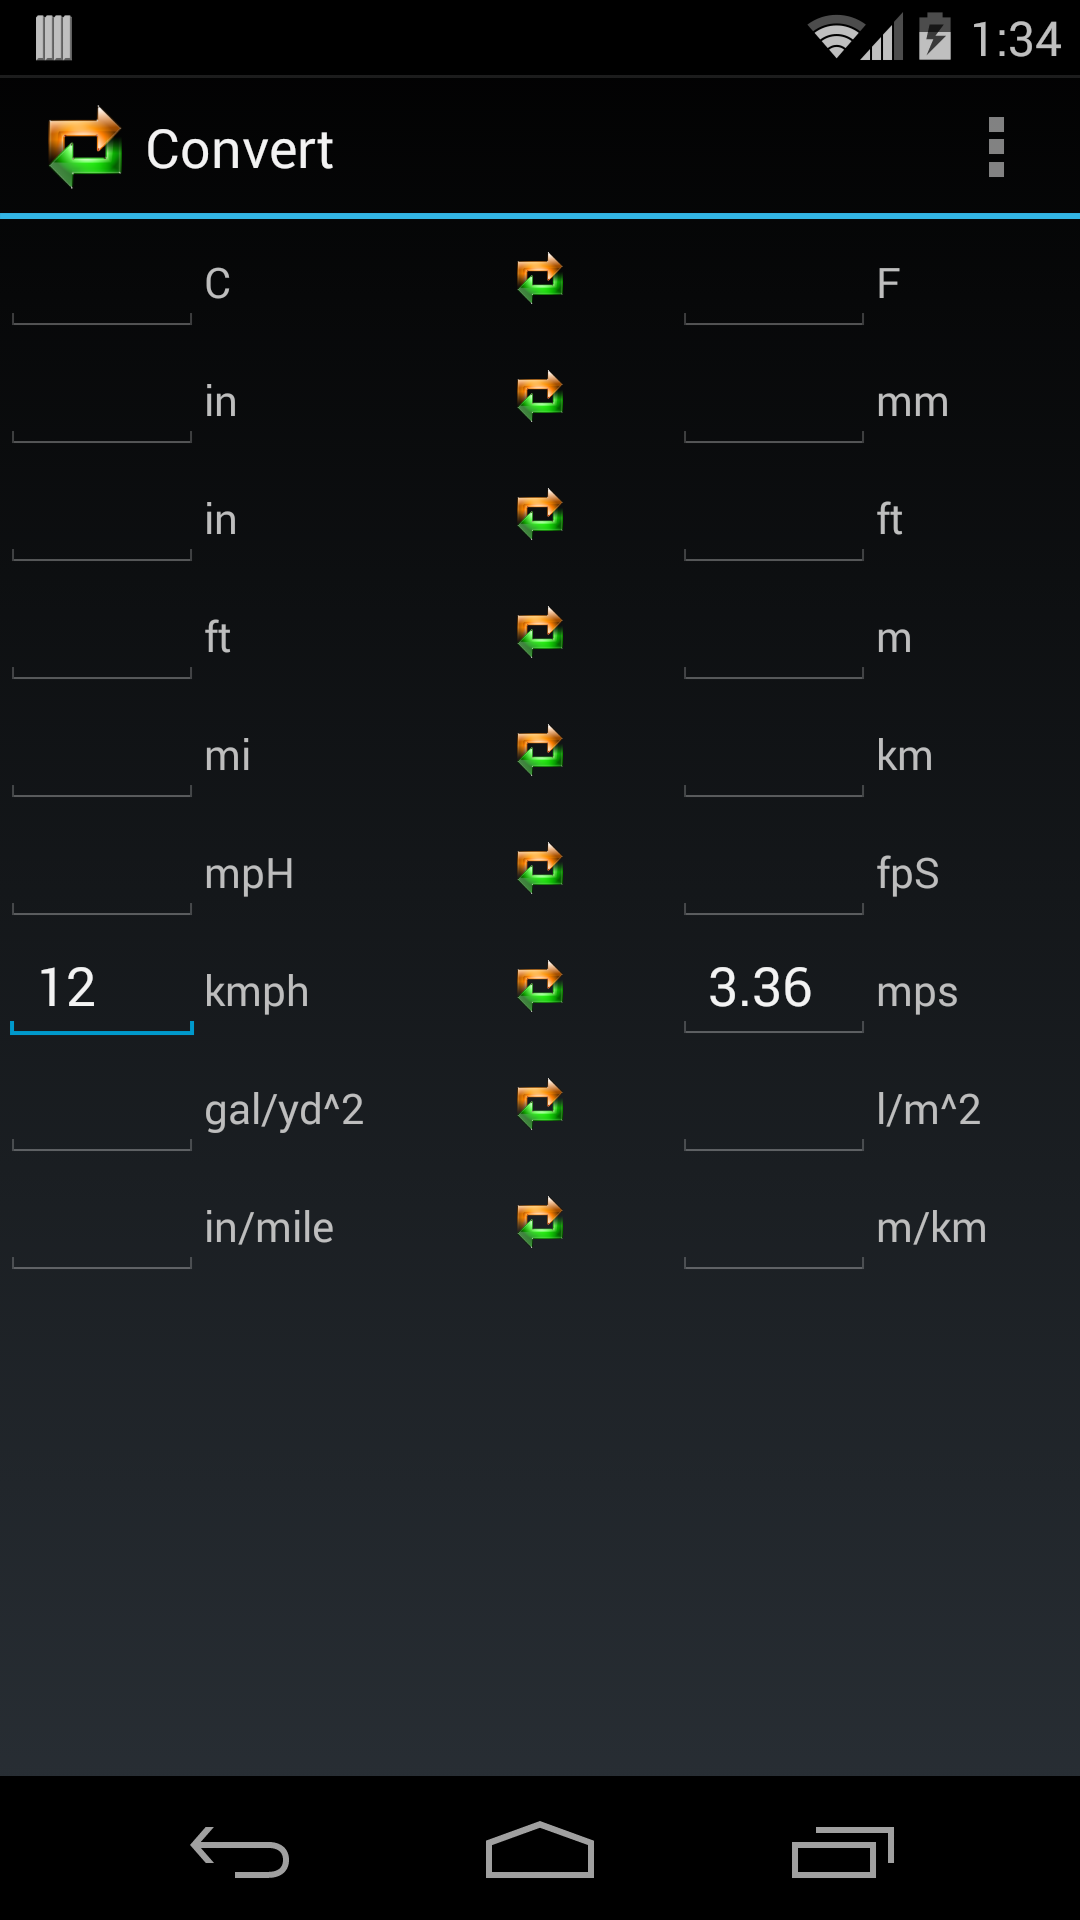 1:34
Convert
C F
in mm
in ft
ft m
mi km
mpH fpS
12 kmph 3.36 mps
gal/yd^2 l/m^2
in/mile m/km